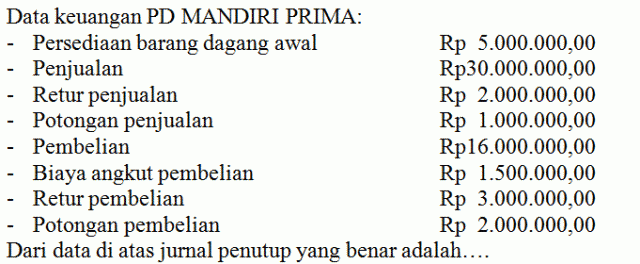 Data keuangan PD MANDIRI PRIMA:
- Persediaan barang dagang awal Rp 5.000.000,00
- Penjualan Rp30.000.000,00
- Retur penjualan Rp 2.000.000,00
- Potongan penjualan Rp 1.000.000,00
- Pembelian Rp16.000.000,00
- Biaya angkut pembelian Rp 1.500.000,00
- Retur pembelian Rp 3.000.000,00
- Potongan pembelian Rp 2.000.000,00
Dari data di atas jurnal penutup yang benar adalah....